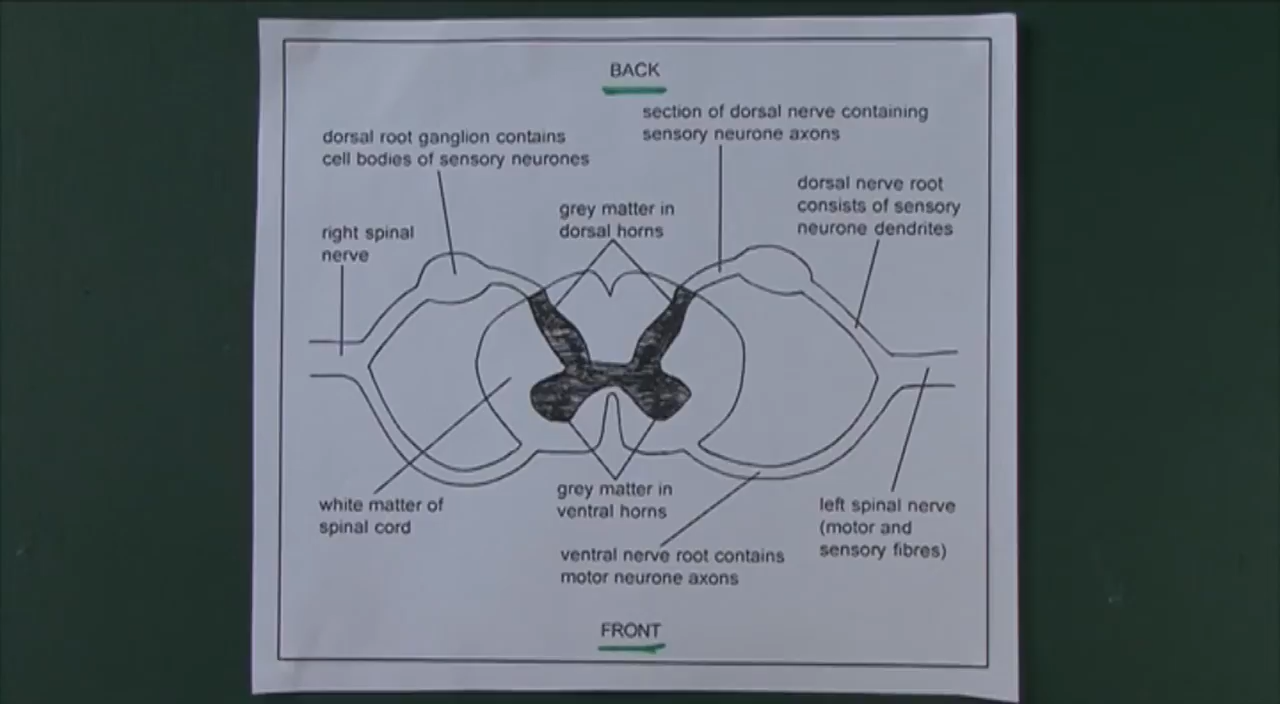 BACK
section of dorsal nerve containing
sensory neurone axons
dorsal root ganglion contains
cell bodies of sensory neurones
dorsal nerve root
consists of sensory
neurone dendrites
grey matter in
dorsal horns
right spinal
nerve
white matter of
spinal cord
grey matter in
ventral horns
left spinal nerve
(motor and
sensory fibres)
ventral nerve root contains
motor neurone axons
FRONT